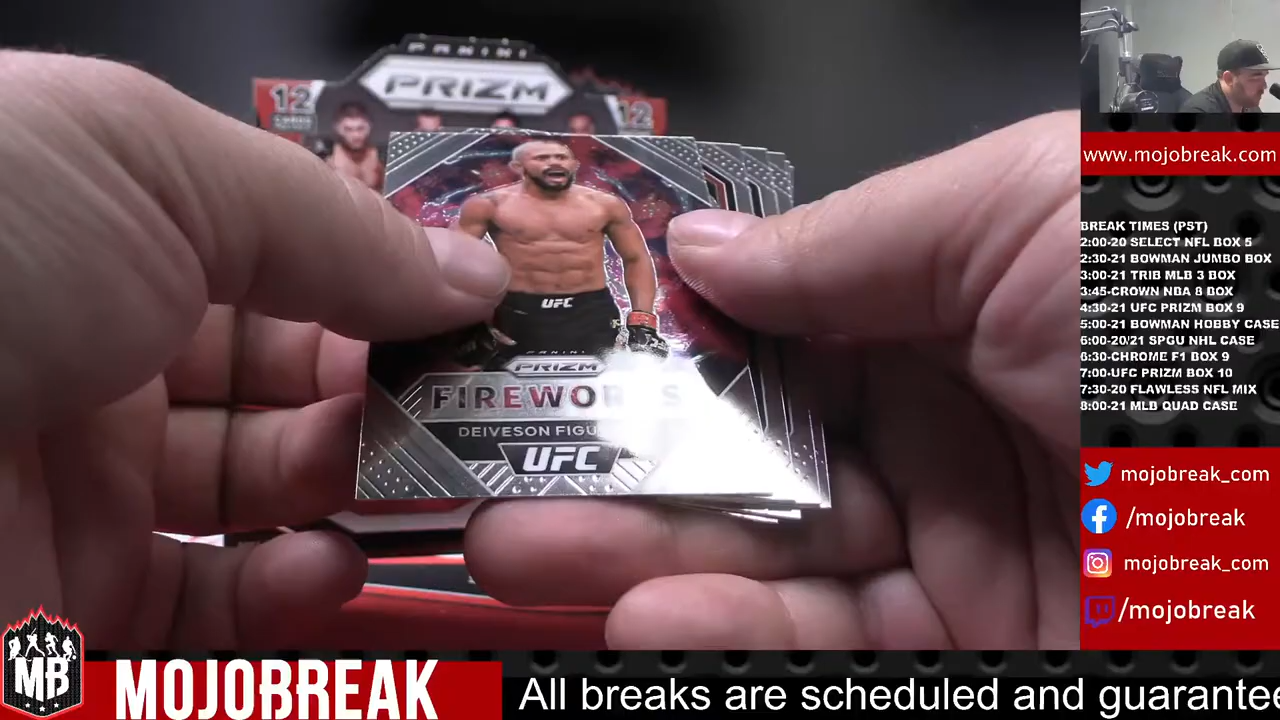 PANINI
PRIZM
12
CARDS
12
UFC
PANINI
PRIZM
DEIVESON
UFC
www.mojobreak.com
BREAK TIMES (PST)
2:00-20 SELECT NFL BOX 5
2:30-21 BOWMAN JUMBO BOX
3:00-21 TRIB MLB 3 BOX
3:45-CROWN NBA 8 BOX
4:30-21 UFC PRIZM BOX 9
5:00-21 BOWMAN HOBBY CASE
6:00-20/21 SPGU NHL CASE
6:30-CHROME F1 BOX 9
7:00-UFC PRIZM BOX 10
7:30-20 FLAWLESS NFL MIX
8:00-21 MLB QUAD CASE
mojobreak_com
/mojobreak
mojobreak_com
/mojobreak
MB
MOJOBREAK
All breaks are scheduled and guarantee